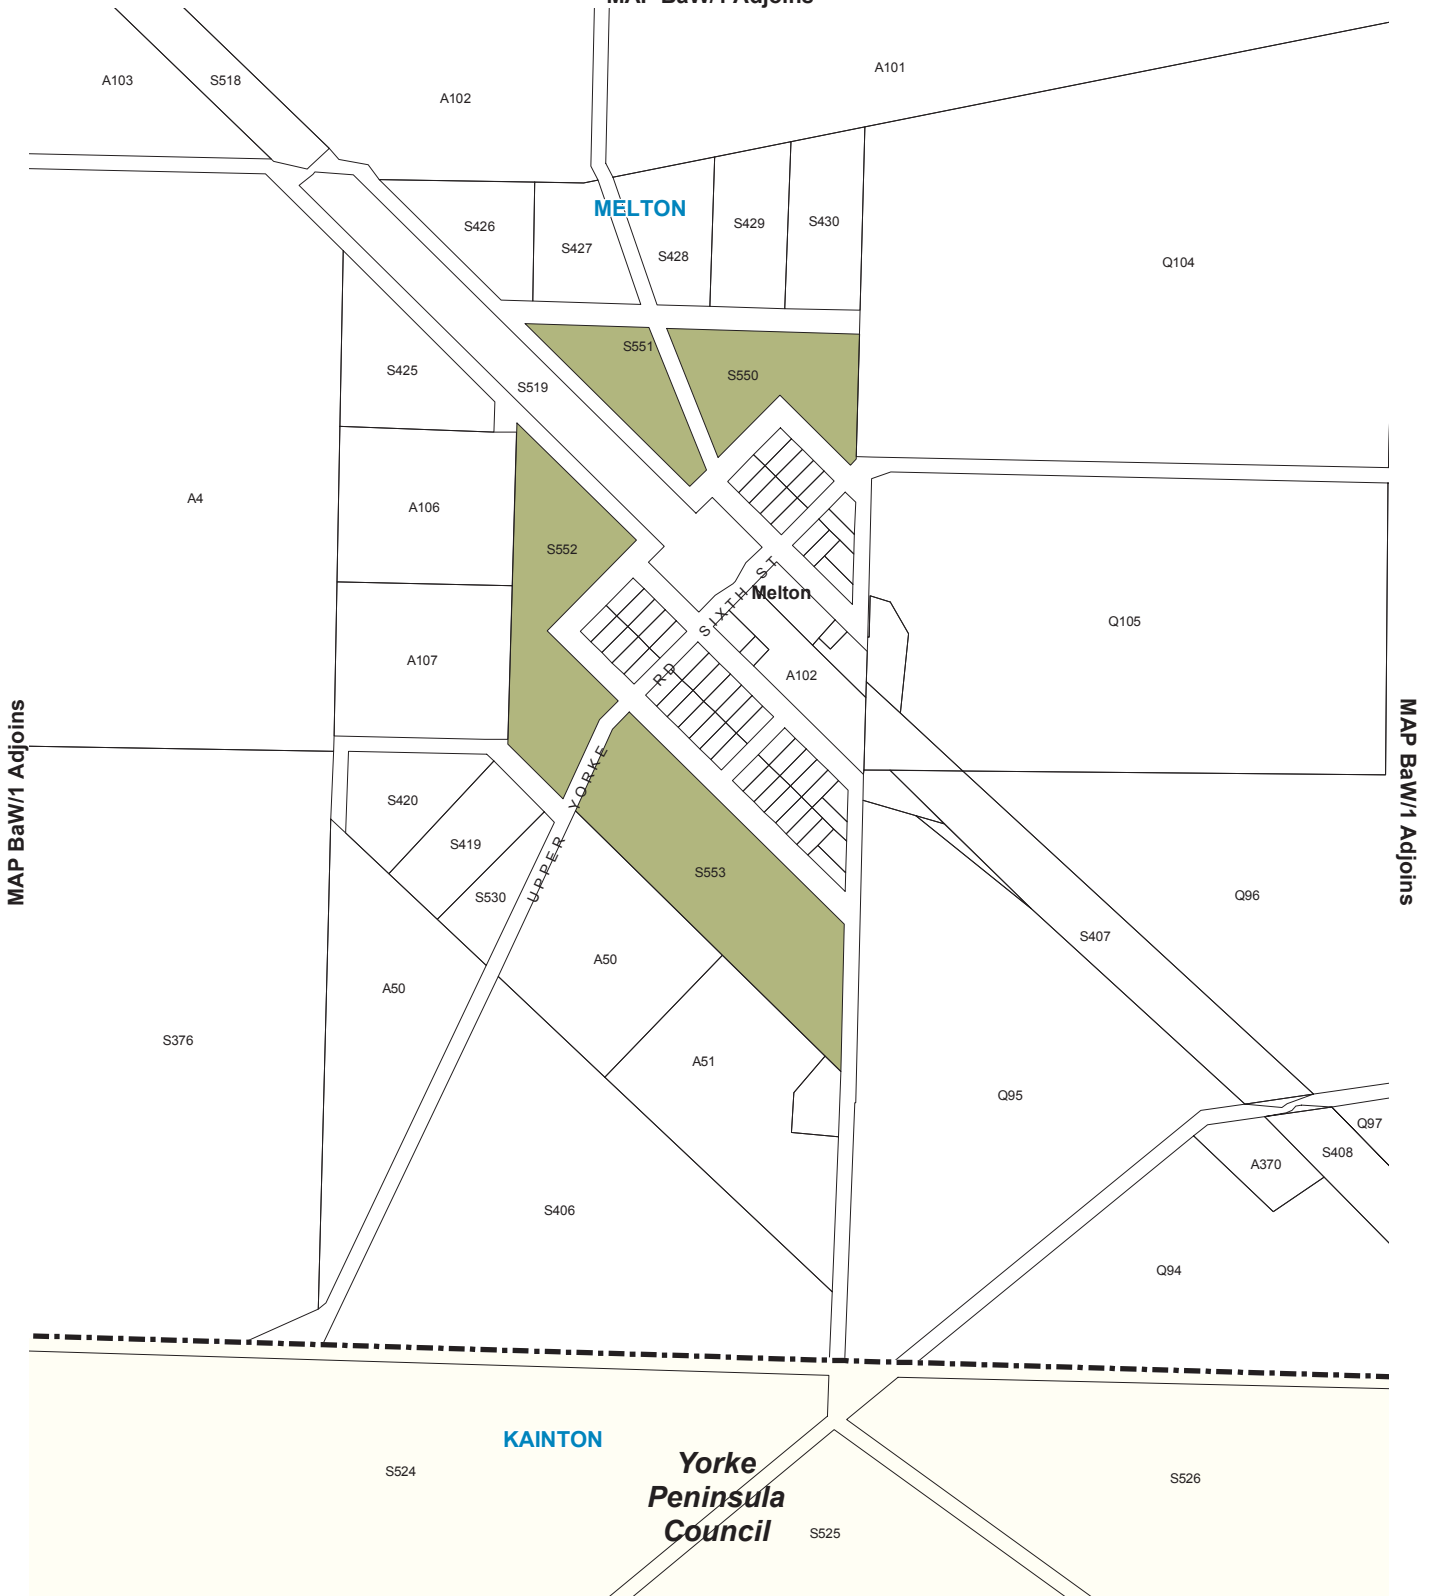 MAP BaW/1 Adjoins
A101
A103
S518
A102
MELTON
S426
S427
S428
S429
S430
Q104
S551
S550
S425
S519
A4
A106
S552
SIXTH ST
Melton
Q105
A107
RD
A102
MAP BaW/1 Adjoins
MAP BaW/1 Adjoins
S420
S419
S530
UPPER YORKE
S553
Q96
S407
A50
A50
S376
A51
Q95
Q97
S408
A370
S406
Q94
KAINTON
S524
Yorke
Peninsula
Council
S526
S525